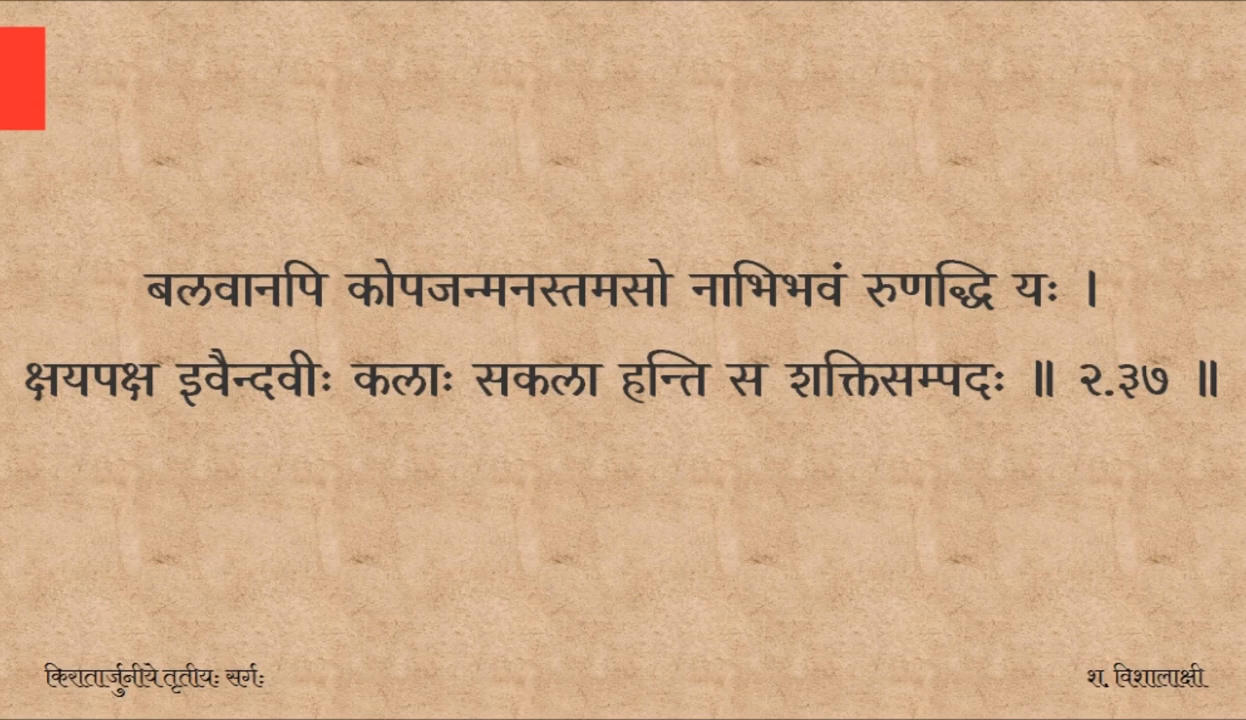 बलवानपि कोपजन्मनस्तमसो नाभिभवं रुणद्धि यः ।
क्षयपक्ष इवैन्दवीः कलाः सकला हन्ति स शक्तिसम्पदः ॥ २.३७ ॥
किरातार्जुनीये तृतीयः सर्गः
श. विशालाक्षी